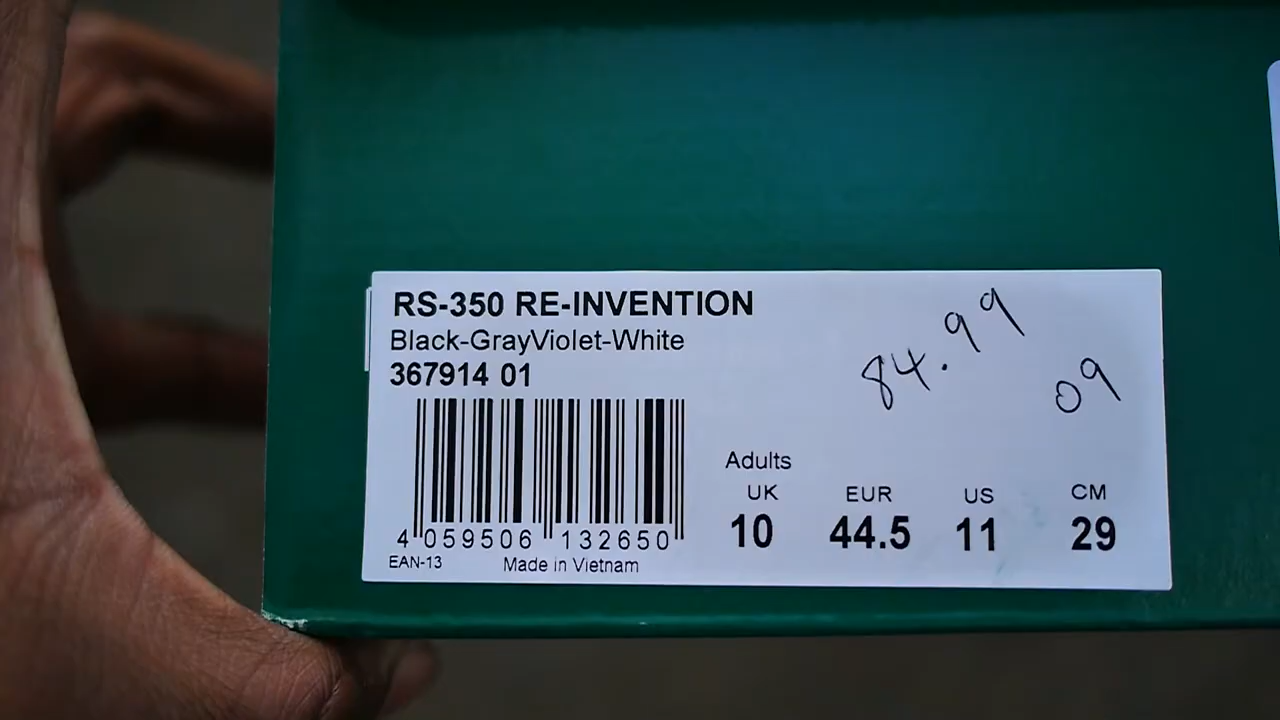 RS-350 RE-INVENTION
Black-GrayViolet-White
367914 01
84.99
09
Adults
UK EUR US CM
10 44.5 11 29
4 059506 132650
EAN-13 Made in Vietnam